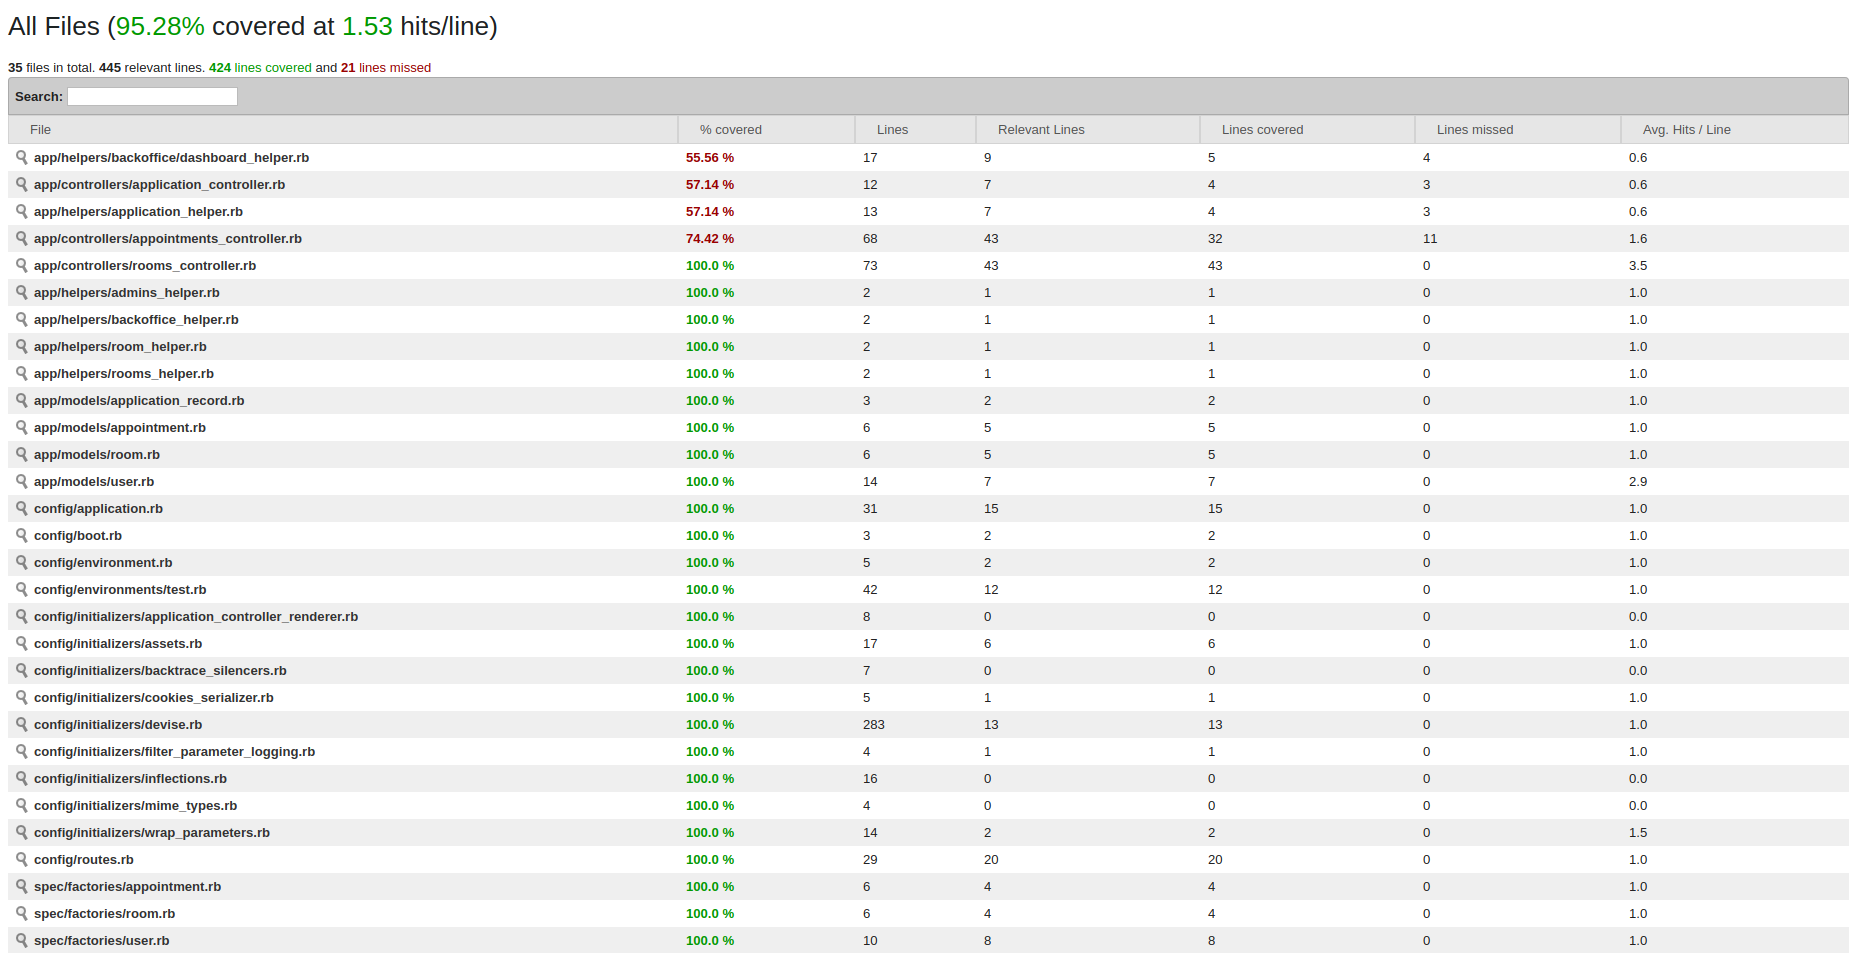 All Files (95.28% covered at 1.53 hits/line)
35 files in total. 445 relevant lines. 424 lines covered and 21 lines missed
Search:
File % covered Lines Relevant Lines Lines covered Lines missed Avg. Hits / Line
app/helpers/backoffice/dashboard_helper.rb 55.56 % 17 9 5 4 0.6
app/controllers/application_controller.rb 57.14 % 12 7 4 3 0.6
app/helpers/application_helper.rb 57.14 % 13 7 4 3 0.6
app/controllers/appointments_controller.rb 74.42 % 68 43 32 11 1.6
app/controllers/rooms_controller.rb 100.0 % 73 43 43 0 3.5
app/helpers/admins_helper.rb 100.0 % 2 1 1 0 1.0
app/helpers/backoffice_helper.rb 100.0 % 2 1 1 0 1.0
app/helpers/room_helper.rb 100.0 % 2 1 1 0 1.0
app/helpers/rooms_helper.rb 100.0 % 2 1 1 0 1.0
app/models/application_record.rb 100.0 % 3 2 2 0 1.0
app/models/appointment.rb 100.0 % 6 5 5 0 1.0
app/models/room.rb 100.0 % 6 5 5 0 1.0
app/models/user.rb 100.0 % 14 7 7 0 2.9
config/application.rb 100.0 % 31 15 15 0 1.0
config/boot.rb 100.0 % 3 2 2 0 1.0
config/environment.rb 100.0 % 5 2 2 0 1.0
config/environments/test.rb 100.0 % 42 12 12 0 1.0
config/initializers/application_controller_renderer.rb 100.0 % 8 0 0 0 0.0
config/initializers/assets.rb 100.0 % 17 6 6 0 1.0
config/initializers/backtrace_silencers.rb 100.0 % 7 0 0 0 0.0
config/initializers/cookies_serializer.rb 100.0 % 5 1 1 0 1.0
config/initializers/devise.rb 100.0 % 283 13 13 0 1.0
config/initializers/filter_parameter_logging.rb 100.0 % 4 1 1 0 1.0
config/initializers/inflections.rb 100.0 % 16 0 0 0 0.0
config/initializers/mime_types.rb 100.0 % 4 0 0 0 0.0
config/initializers/wrap_parameters.rb 100.0 % 14 2 2 0 1.5
config/routes.rb 100.0 % 29 20 20 0 1.0
spec/factories/appointment.rb 100.0 % 6 4 4 0 1.0
spec/factories/room.rb 100.0 % 6 4 4 0 1.0
spec/factories/user.rb 100.0 % 10 8 8 0 1.0